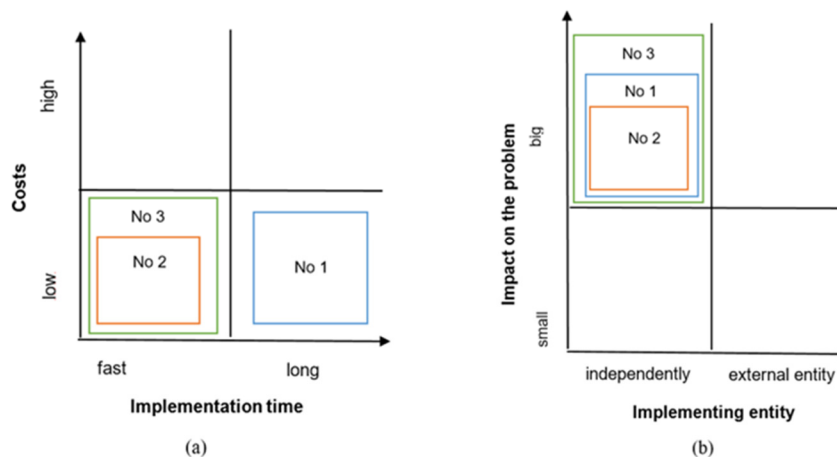 Costs
high
low
No 3
No 2
No 1
fast
long
Implementation time
(a)
Impact on the problem
big
small
No 3
No 1
No 2
independently
external entity
Implementing entity
(b)